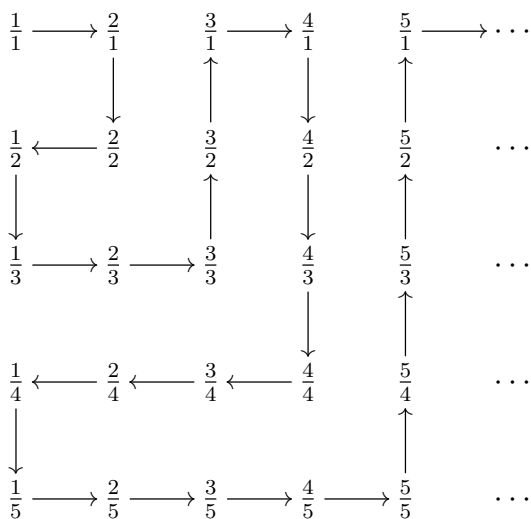 1/1 → 2/1 3/1 → 4/1 5/1 → ⋯
↓ ↑ ↓ ↑
1/2 ← 2/2 3/2 4/2 5/2 ⋯
↓ ↑ ↓ ↑
1/3 → 2/3 → 3/3 4/3 5/3 ⋯
↓ ↑
1/4 ← 2/4 ← 3/4 ← 4/4 5/4 ⋯
↓ ↑
1/5 → 2/5 → 3/5 → 4/5 → 5/5 ⋯